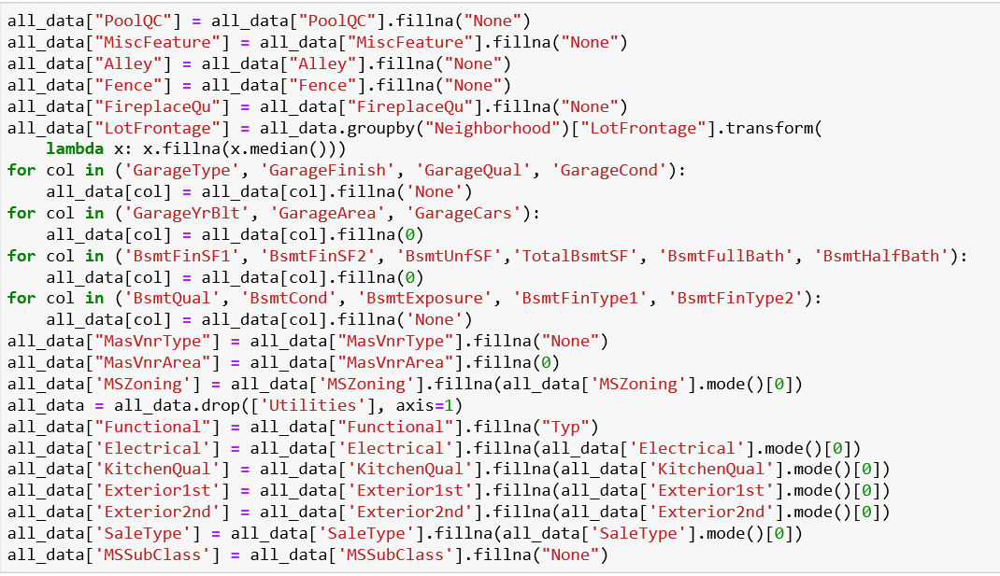 all_data["PoolQC"] = all_data["PoolQC"].fillna("None")
all_data["MiscFeature"] = all_data["MiscFeature"].fillna("None")
all_data["Alley"] = all_data["Alley"].fillna("None")
all_data["Fence"] = all_data["Fence"].fillna("None")
all_data["FireplaceQu"] = all_data["FireplaceQu"].fillna("None")
all_data["LotFrontage"] = all_data.groupby("Neighborhood")["LotFrontage"].transform(
    lambda x: x.fillna(x.median()))
for col in ('GarageType', 'GarageFinish', 'GarageQual', 'GarageCond'):
    all_data[col] = all_data[col].fillna('None')
for col in ('GarageYrBlt', 'GarageArea', 'GarageCars'):
    all_data[col] = all_data[col].fillna(0)
for col in ('BsmtFinSF1', 'BsmtFinSF2', 'BsmtUnfSF','TotalBsmtSF', 'BsmtFullBath', 'BsmtHalfBath'):
    all_data[col] = all_data[col].fillna(0)
for col in ('BsmtQual', 'BsmtCond', 'BsmtExposure', 'BsmtFinType1', 'BsmtFinType2'):
    all_data[col] = all_data[col].fillna('None')
all_data["MasVnrType"] = all_data["MasVnrType"].fillna("None")
all_data["MasVnrArea"] = all_data["MasVnrArea"].fillna(0)
all_data['MSZoning'] = all_data['MSZoning'].fillna(all_data['MSZoning'].mode()[0])
all_data = all_data.drop(['Utilities'], axis=1)
all_data["Functional"] = all_data["Functional"].fillna("Typ")
all_data['Electrical'] = all_data['Electrical'].fillna(all_data['Electrical'].mode()[0])
all_data['KitchenQual'] = all_data['KitchenQual'].fillna(all_data['KitchenQual'].mode()[0])
all_data['Exterior1st'] = all_data['Exterior1st'].fillna(all_data['Exterior1st'].mode()[0])
all_data['Exterior2nd'] = all_data['Exterior2nd'].fillna(all_data['Exterior2nd'].mode()[0])
all_data['SaleType'] = all_data['SaleType'].fillna(all_data['SaleType'].mode()[0])
all_data['MSSubClass'] = all_data['MSSubClass'].fillna("None")